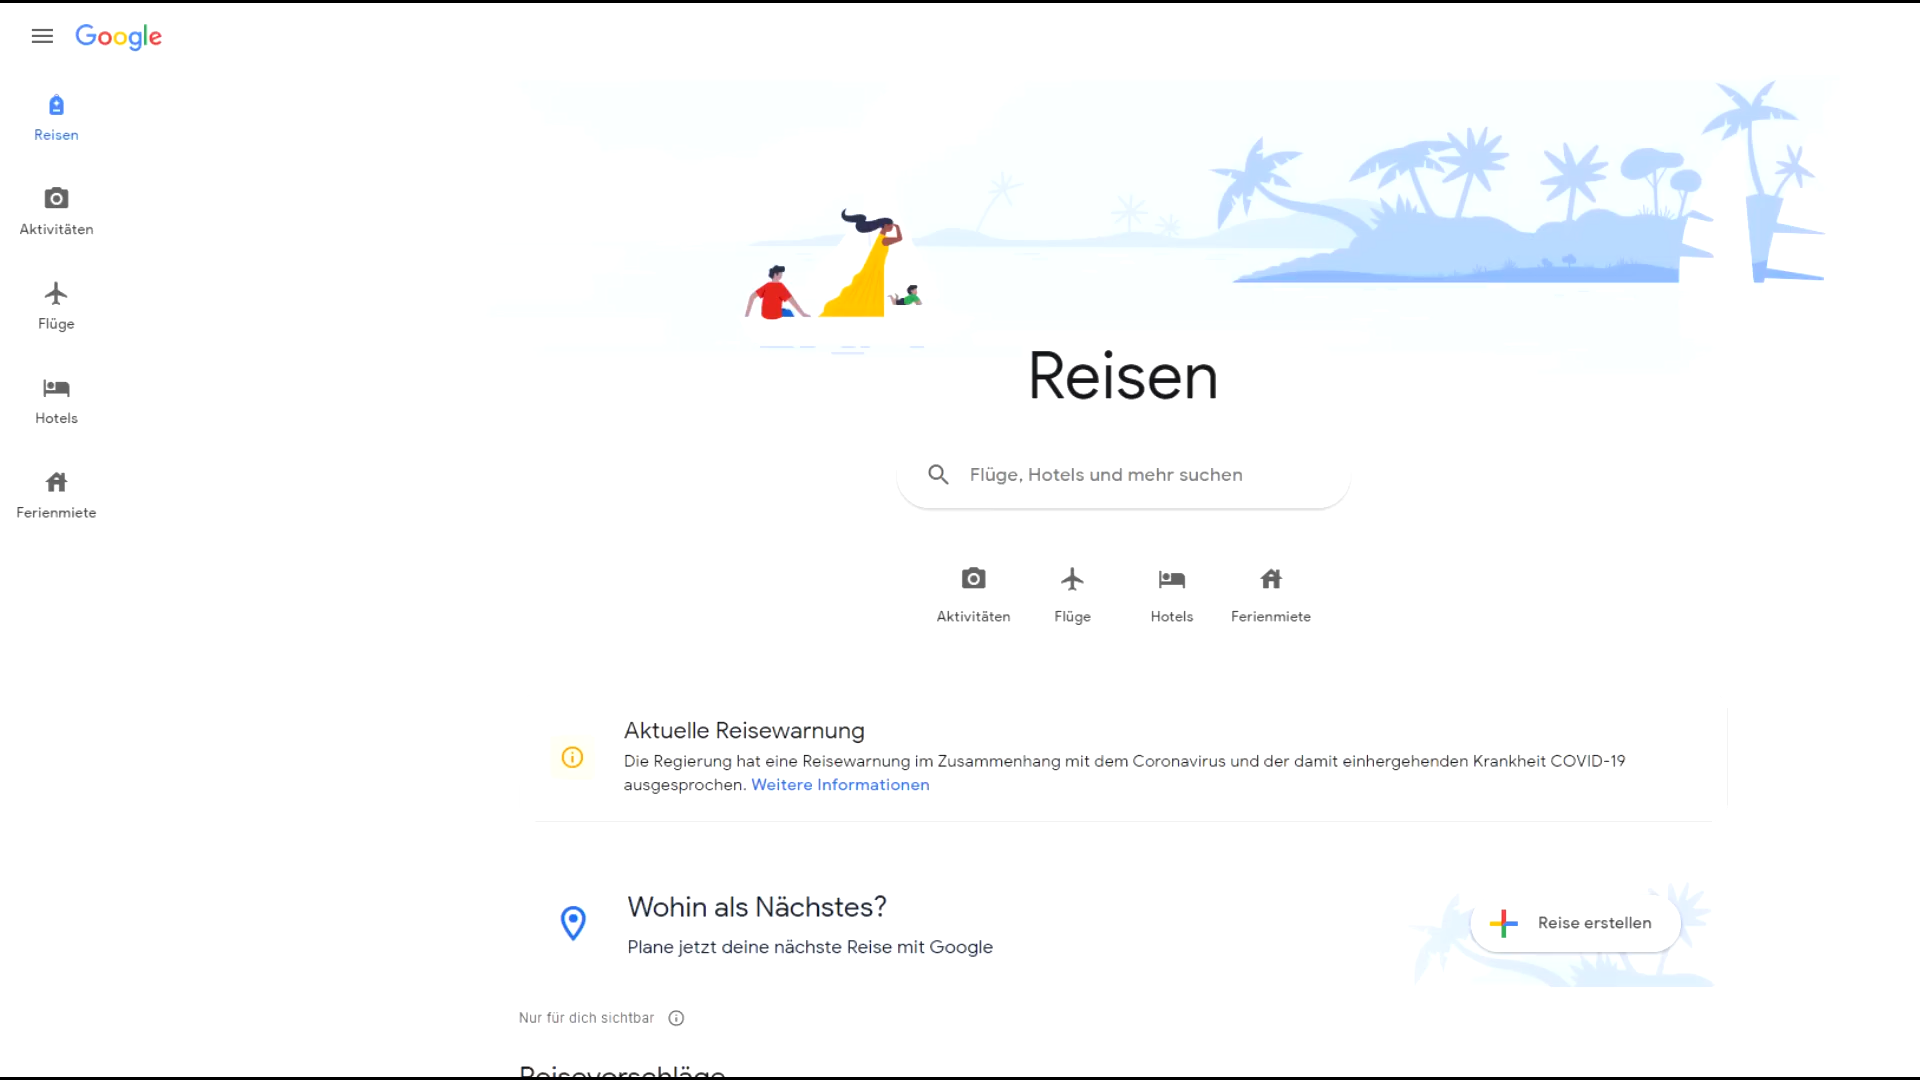 Google
Reisen
Aktivitäten
Flüge
Hotels
Ferienmiete
Reisen
Flüge, Hotels und mehr suchen
Aktivitäten Flüge Hotels Ferienmiete
Aktuelle Reisewarnung
Die Regierung hat eine Reisewarnung im Zusammenhang mit dem Coronavirus und der damit einhergehenden Krankheit COVID-19
ausgesprochen. Weitere Informationen
Wohin als Nächstes?
Plane jetzt deine nächste Reise mit Google
Reise erstellen
Nur für dich sichtbar
Reisevorschläge